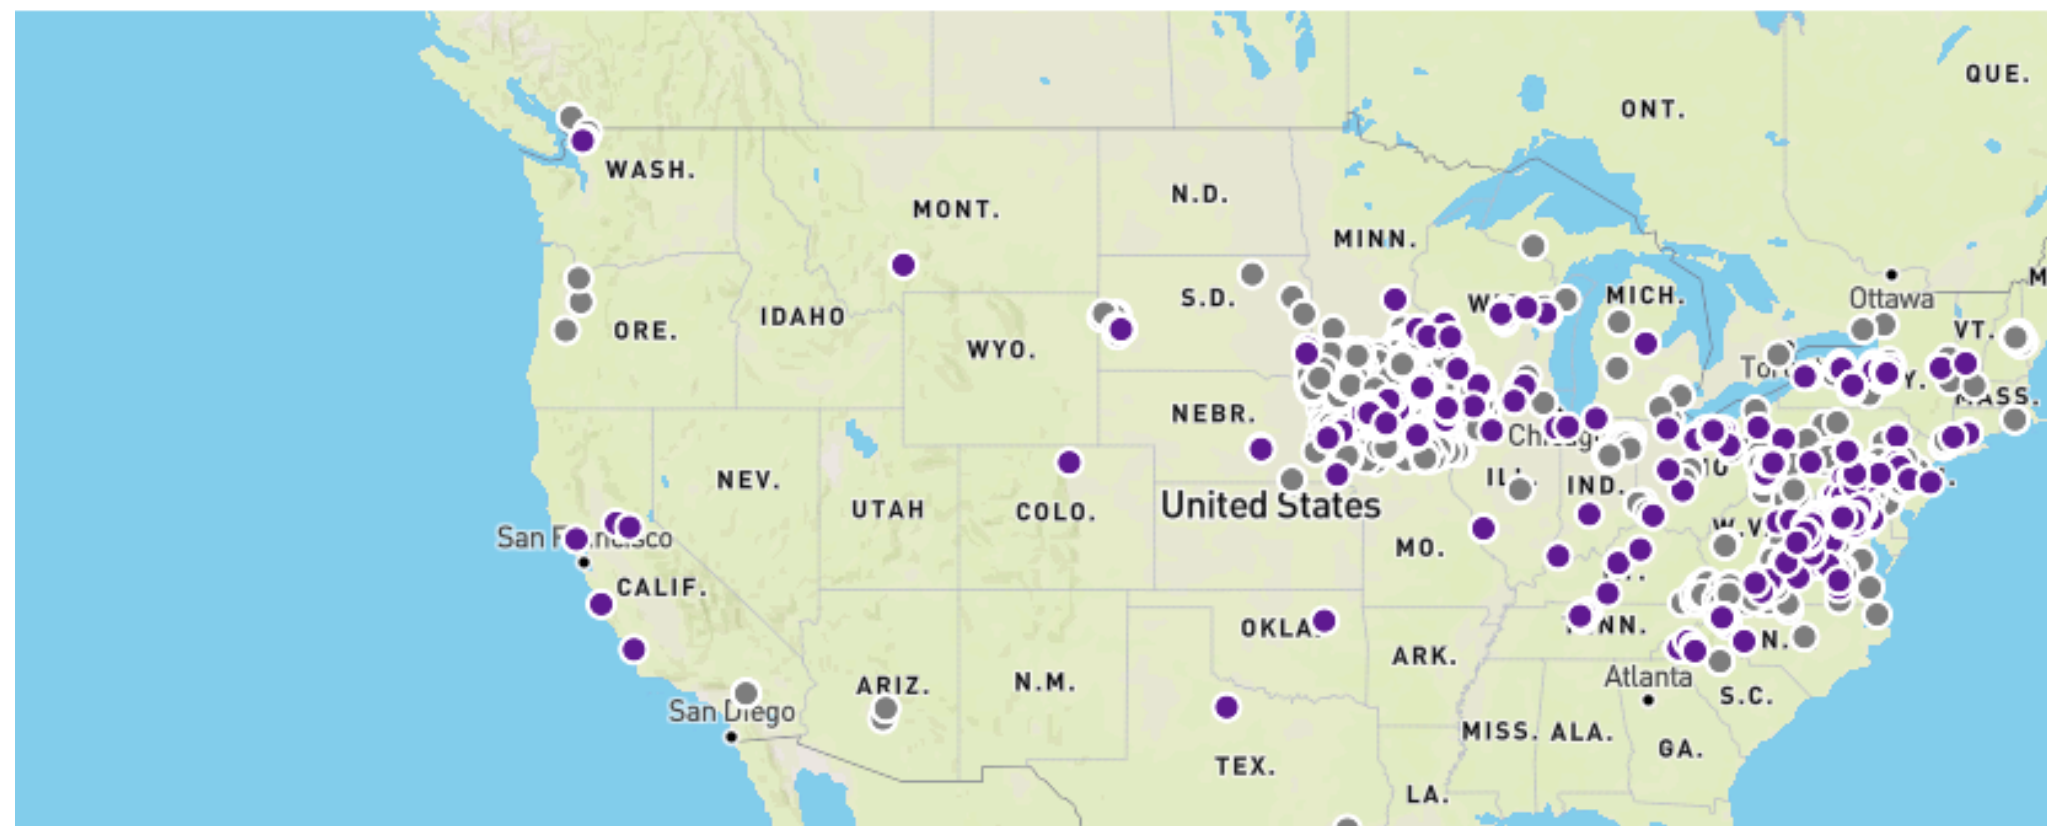 QUE.
ONT.
WASH.
MONT.
N.D.
MINN.
S.D.
MICH.
Ottawa
VT.
ORE.
IDAHO
WYO.
NEBR.
NEV.
UTAH
COLO.
United States
IND.
MO.
CALIF.
OKLA.
ARK.
ARIZ.
N.M.
Atlanta
S.C.
San Diego
MISS.
ALA.
GA.
TEX.
LA.